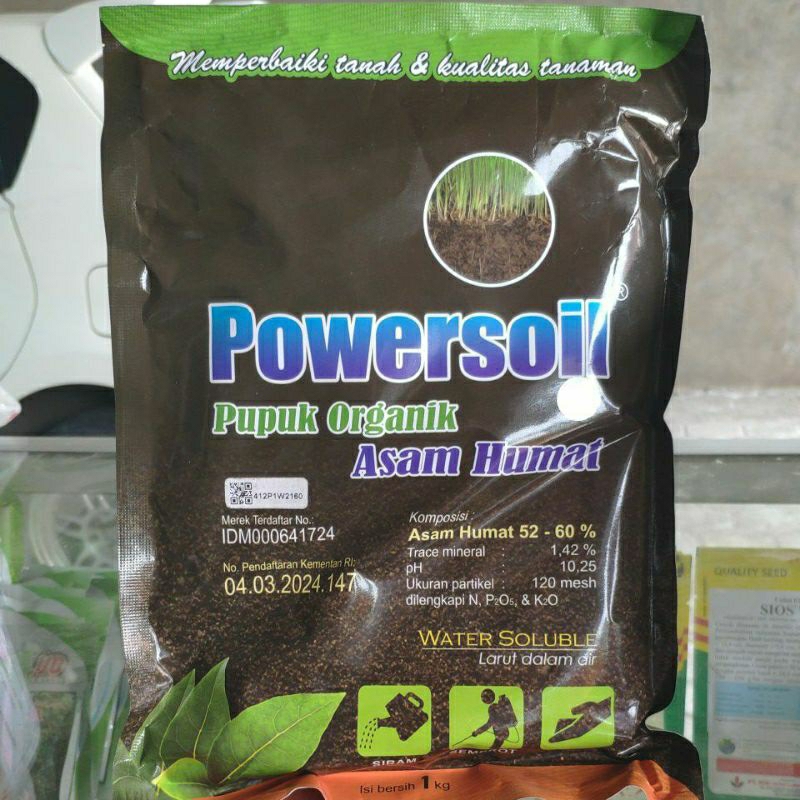 Memperbaiki tanah & kualitas tanaman
Powersoil®
Pupuk Organik
Asam Humat
412P1W2160
Merek Terdaftar No.:
IDM000641724
No. Pendaftaran Kementan RI:
04.03.2024.147
Komposisi :
Asam Humat 52 - 60 %
Trace mineral : 1,42 %
pH : 10,25
Ukuran partikel : 120 mesh
dilengkapi N, P₂O₅, & K₂O
WATER SOLUBLE
Larut dalam air
SIRAM
Isi bersih 1 kg
QUALITY SEED
SIOS